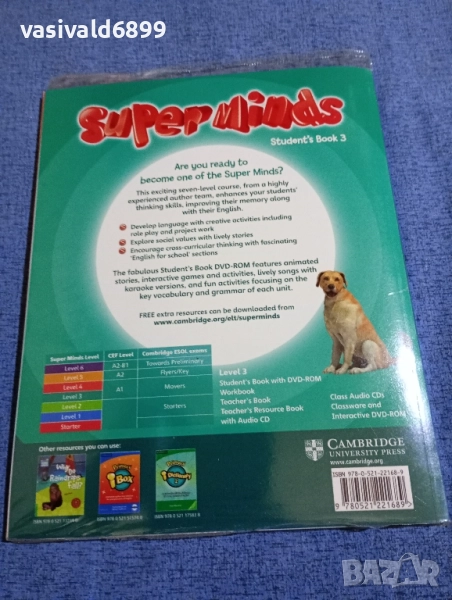 vasivald6899
Super Minds
Student's Book 3
Are you ready to
become one of the Super Minds?
This exciting seven-level course, from a highly
experienced author team, enhances your students'
thinking skills, improving their memory along
with their English.
Develop language with creative activities including
role play and project work
Explore social values with lively stories
Encourage cross-curricular thinking with fascinating
'English for school' sections
The fabulous Student's Book DVD-ROM features animated
stories, interactive games and activities, lively songs with
karaoke versions, and fun activities focusing on the
key vocabulary and grammar of each unit.
FREE extra resources can be downloaded from
www.cambridge.org/elt/superminds
Super Minds Level CEF Level Cambridge ESOL exams
Level 6 A2-B1 Towards Preliminary
Level 5 A2 Flyers/Key
Level 4 A1 Movers
Level 3
Level 2 Starters
Level 1
Starter
Level 3
Student's Book with DVD-ROM
Workbook
Teacher's Book
Teacher's Resource Book
with Audio CD
Class Audio CDs
Classware and
Interactive DVD-ROM
Other resources you can use:
Box
Dictionary
CAMBRIDGE
UNIVERSITY PRESS
www.cambridge.org
ISBN 978-0-521-22168-9
9 780521 221689
BAZAR